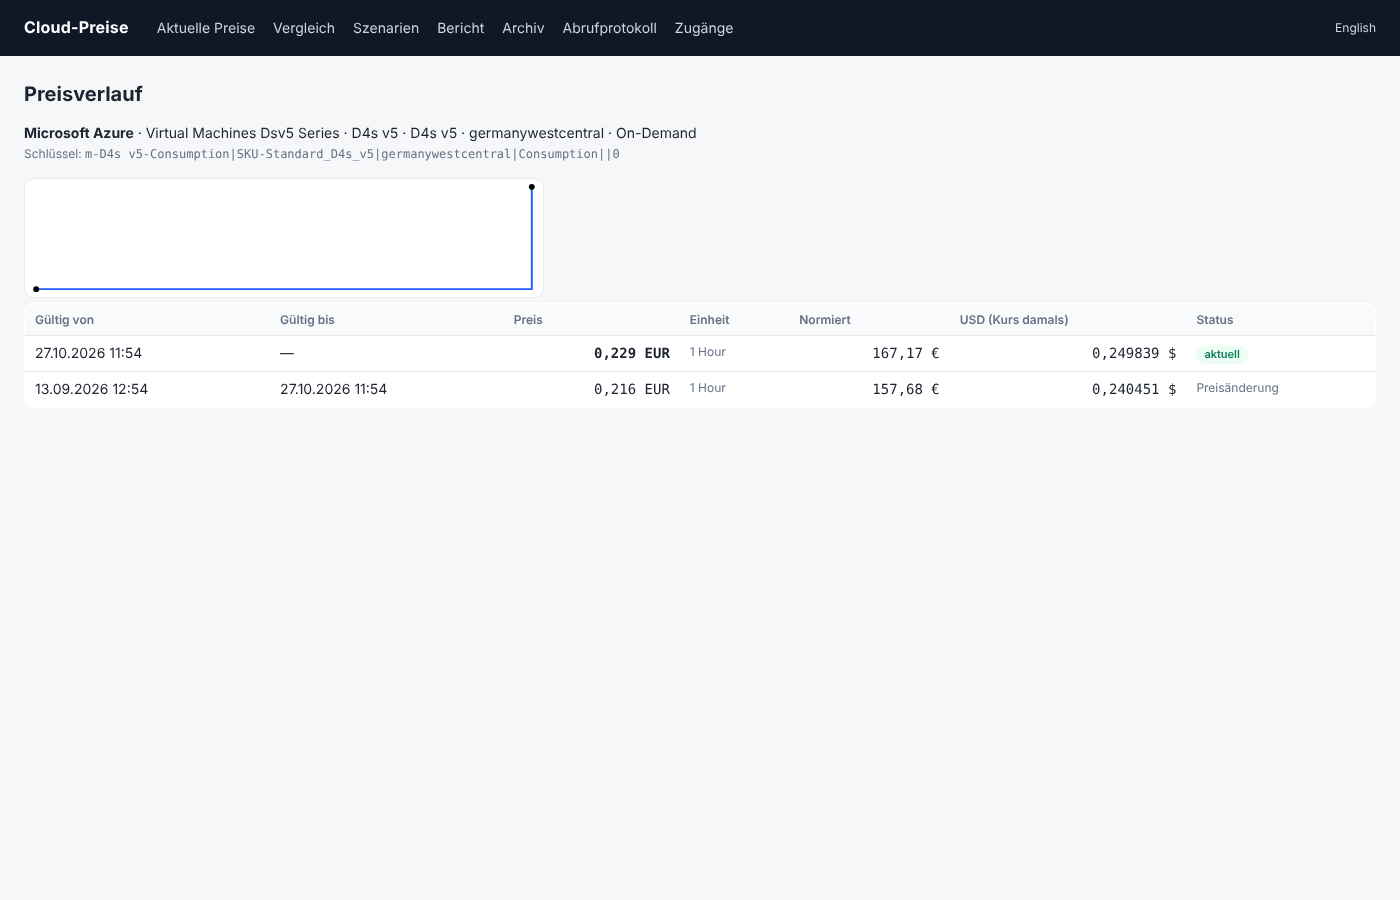 Cloud-Preise Aktuelle Preise Vergleich Szenarien Bericht Archiv Abrufprotokoll Zugänge English
Preisverlauf
Microsoft Azure · Virtual Machines Dsv5 Series · D4s v5 · D4s v5 · germanywestcentral · On-Demand
Schlüssel: m-D4s v5-Consumption|SKU-Standard_D4s_v5|germanywestcentral|Consumption||0
Gültig von Gültig bis Preis Einheit Normiert USD (Kurs damals) Status
27.10.2026 11:54 — 0,229 EUR 1 Hour 167,17 € 0,249839 $ aktuell
13.09.2026 12:54 27.10.2026 11:54 0,216 EUR 1 Hour 157,68 € 0,240451 $ Preisänderung